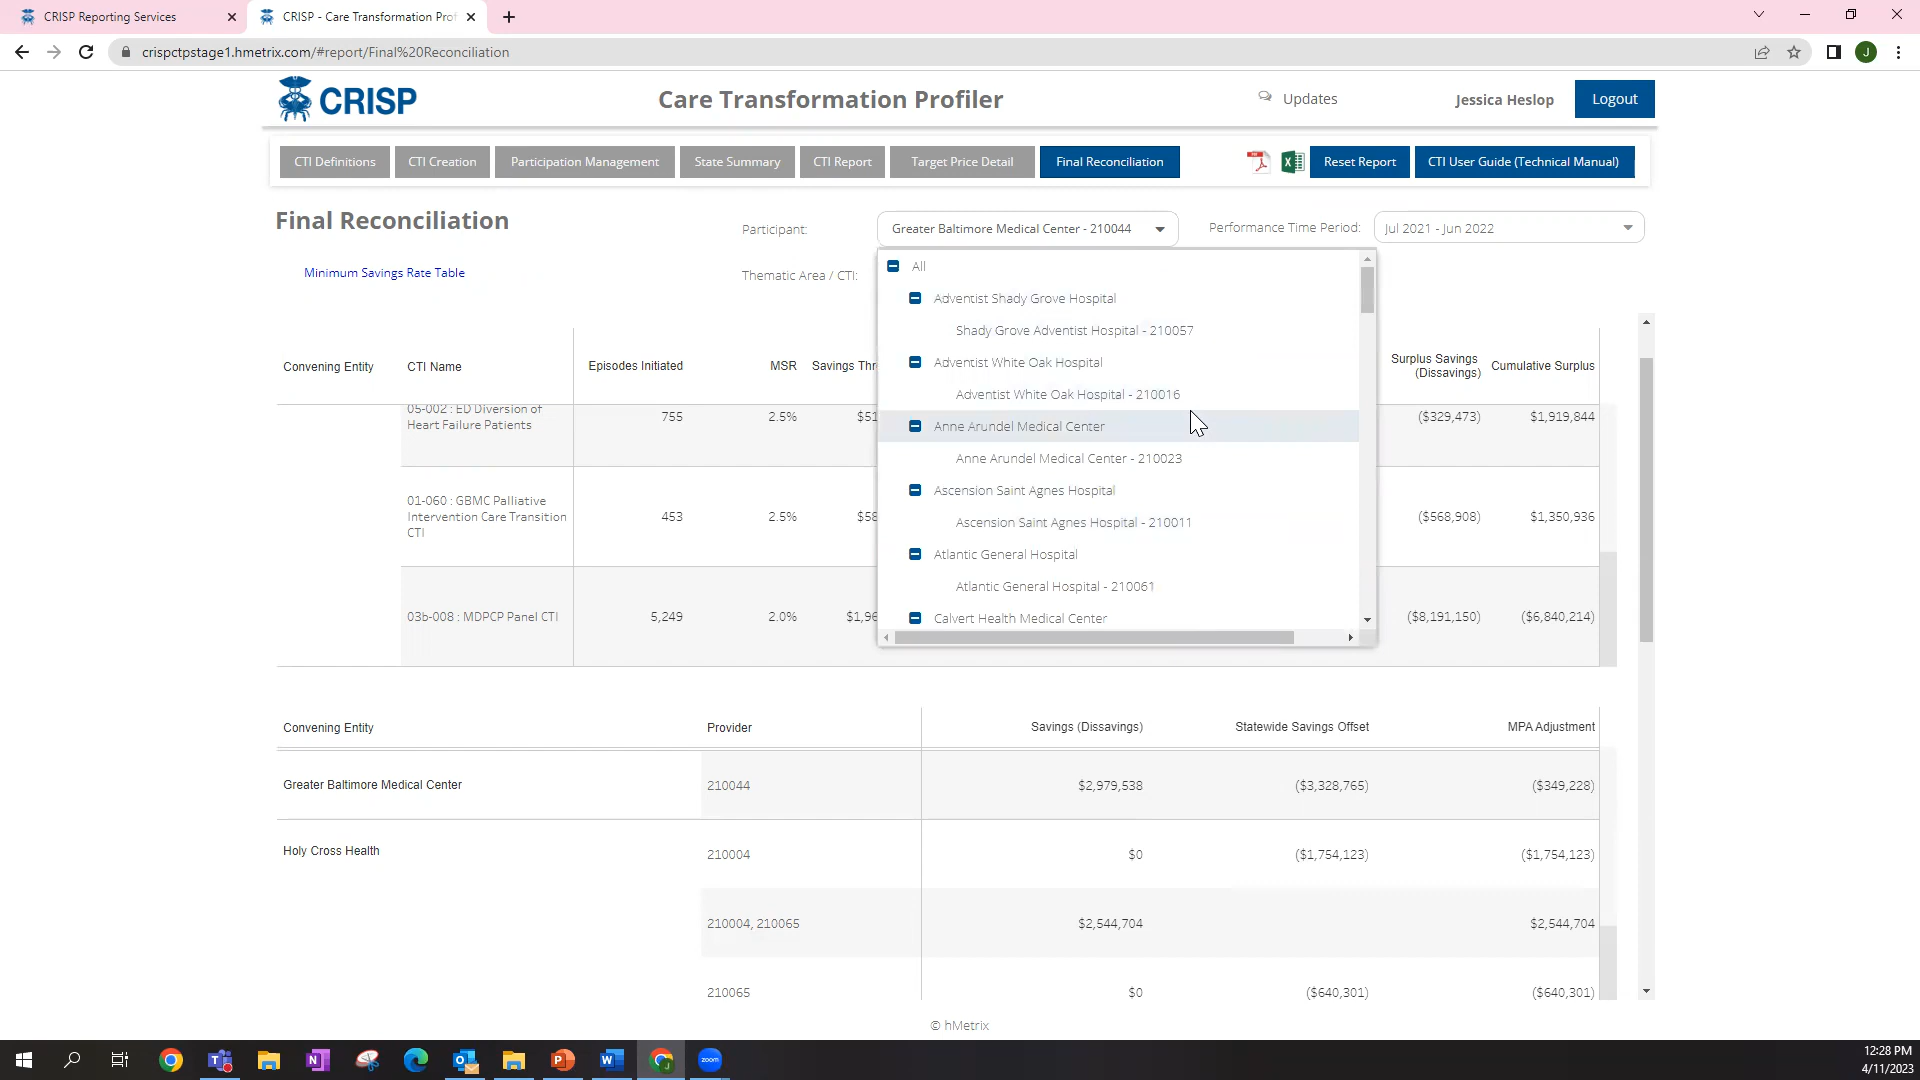 CRISP Reporting Services
CRISP - Care Transformation Prof
crispctpstage1.hmetrix.com/#report/Final%20Reconciliation
J
CRISP
Care Transformation Profiler
Updates
Jessica Heslop
Logout
CTI Definitions
CTI Creation
Participation Management
State Summary
CTI Report
Target Price Detail
Final Reconciliation
Reset Report
CTI User Guide (Technical Manual)
Final Reconciliation
Participant:
Greater Baltimore Medical Center - 210044
Performance Time Period:
Jul 2021 - Jun 2022
Minimum Savings Rate Table
Thematic Area / CTI:
All
Adventist Shady Grove Hospital
Shady Grove Adventist Hospital - 210057
Adventist White Oak Hospital
Adventist White Oak Hospital - 210016
Anne Arundel Medical Center
Anne Arundel Medical Center - 210023
Ascension Saint Agnes Hospital
Ascension Saint Agnes Hospital - 210011
Atlantic General Hospital
Atlantic General Hospital - 210061
Calvert Health Medical Center
Convening Entity
CTI Name
Episodes Initiated
MSR
Savings Thr
Surplus Savings
(Dissavings)
Cumulative Surplus
05-002 : ED Diversion of
Heart Failure Patients
755
2.5%
$51
($329,473)
$1,919,844
01-060 : GBMC Palliative
Intervention Care Transition
CTI
453
2.5%
$58
($568,908)
$1,350,936
03b-008 : MDPCP Panel CTI
5,249
2.0%
$1,96
($8,191,150)
($6,840,214)
Convening Entity
Provider
Savings (Dissavings)
Statewide Savings Offset
MPA Adjustment
Greater Baltimore Medical Center
210044
$2,979,538
($3,328,765)
($349,228)
Holy Cross Health
210004
$0
($1,754,123)
($1,754,123)
210004, 210065
$2,544,704
$2,544,704
210065
$0
($640,301)
($640,301)
© hMetrix
zoom
12:28 PM
4/11/2023